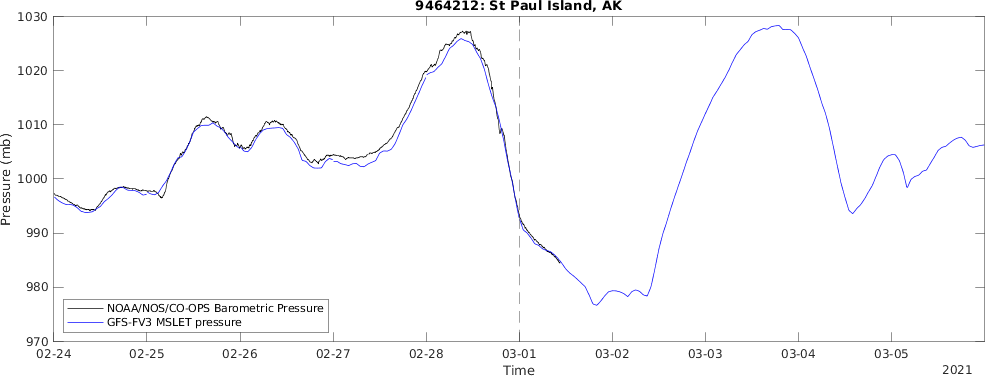 9464212: St Paul Island, AK
1030
1020
1010
1000
990
980
970
Pressure (mb)
NOAA/NOS/CO-OPS Barometric Pressure
GFS-FV3 MSLET pressure
02-24 02-25 02-26 02-27 02-28 03-01 03-02 03-03 03-04 03-05
Time
2021